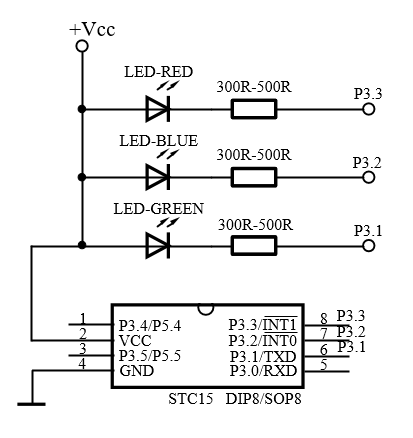 +Vcc
LED-RED
300R-500R
P3.3
LED-BLUE
300R-500R
P3.2
LED-GREEN
300R-500R
P3.1
1 P3.4/P5.4 P3.3/INT1 8 P3.3
2 VCC P3.2/INT0 7 P3.2
3 P3.5/P5.5 P3.1/TXD 6 P3.1
4 GND P3.0/RXD 5
STC15 DIP8/SOP8